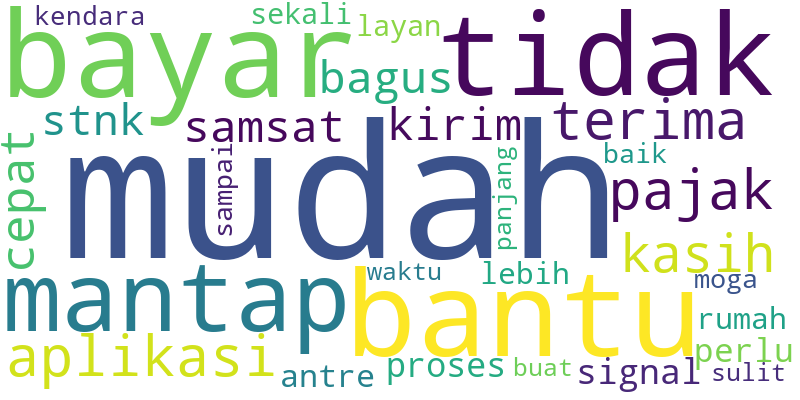 kendara
sekali
layan
bayar
tidak
bagus
stnk
samsat
kirim
terima
cepat
sampai
mudah
panjang
baik
pajak
kasih
mantap
waktu
lebih
bantu
moga
rumah
aplikasi
antre
proses
buat
signal
perlu
sulit